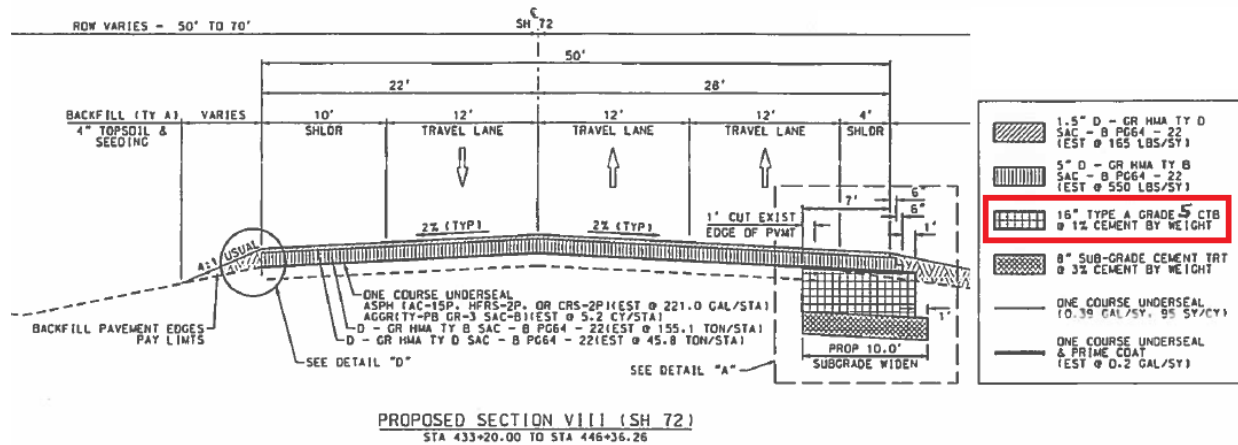 ROW VARIES - 50' TO 70'
℄
SH 72
50'
22'
28'
BACKFILL (TY A)
4" TOPSOIL &
SEEDING
VARIES
10'
SHLDR
12'
TRAVEL LANE
12'
TRAVEL LANE
12'
TRAVEL LANE
4'
SHLDR
7'
6"
6"
1'
1' CUT EXIST
EDGE OF PVMT
2% (TYP)
2% (TYP)
USUAL
4:1
BACKFILL PAVEMENT EDGES
PAY LIMTS
ONE COURSE UNDERSEAL
ASPH (AC-15P, HFRS-2P, OR CRS-2P)(EST @ 221.0 GAL/STA)
AGGR(TY-PB GR-3 SAC-B)(EST @ 5.2 CY/STA)
D - GR HMA TY B SAC - B PG64 - 22(EST @ 155.1 TON/STA)
D - GR HMA TY D SAC - B PG64 - 22(EST @ 45.8 TON/STA)
SEE DETAIL "D"
SEE DETAIL "A"
1'
PROP 10.0'
SUBGRADE WIDEN
1.5" D - GR HMA TY D
SAC - B PG64 - 22
(EST @ 165 LBS/SY)
5" D - GR HMA TY B
SAC - B PG64 - 22
(EST @ 550 LBS/SY)
16" TYPE A GRADE 5 CTB
@ 1% CEMENT BY WEIGHT
8" SUB-GRADE CEMENT TRT
@ 3% CEMENT BY WEIGHT
ONE COURSE UNDERSEAL
(0.39 GAL/SY, 95 SY/CY)
ONE COURSE UNDERSEAL
& PRIME COAT
(EST @ 0.2 GAL/SY)
PROPOSED SECTION VIII (SH 72)
STA 433+20.00 TO STA 446+36.26